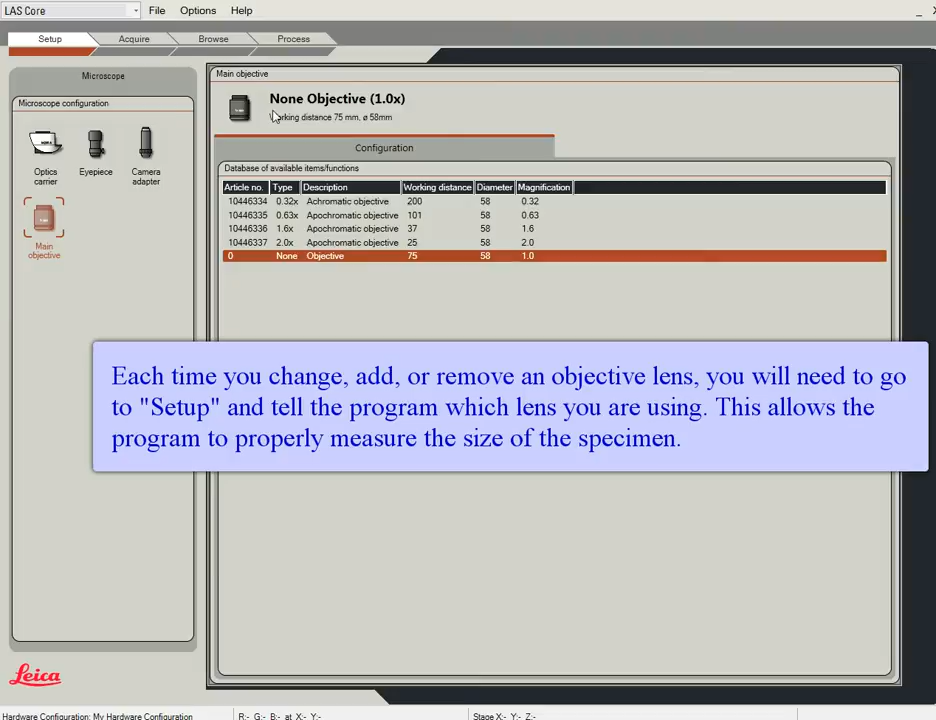 LAS Core File Options Help
Setup Acquire Browse Process
Microscope
Microscope configuration
Optics carrier
Eyepiece
Camera adapter
Main objective
Main objective
None Objective (1.0x)
Working distance 75 mm, ø 58mm
Configuration
Database of available items/functions
Article no. Type Description Working distance Diameter Magnification
10446334 0.32x Achromatic objective 200 58 0.32
10446335 0.63x Apochromatic objective 101 58 0.63
10446336 1.6x Apochromatic objective 37 58 1.6
10446337 2.0x Apochromatic objective 25 58 2.0
0 None Objective 75 58 1.0
Each time you change, add, or remove an objective lens, you will need to go
to "Setup" and tell the program which lens you are using. This allows the
program to properly measure the size of the specimen.
Leica
Hardware Configuration: My Hardware Configuration R:- G:- B:- at X:- Y:- Stage X:- Y:- Z:-